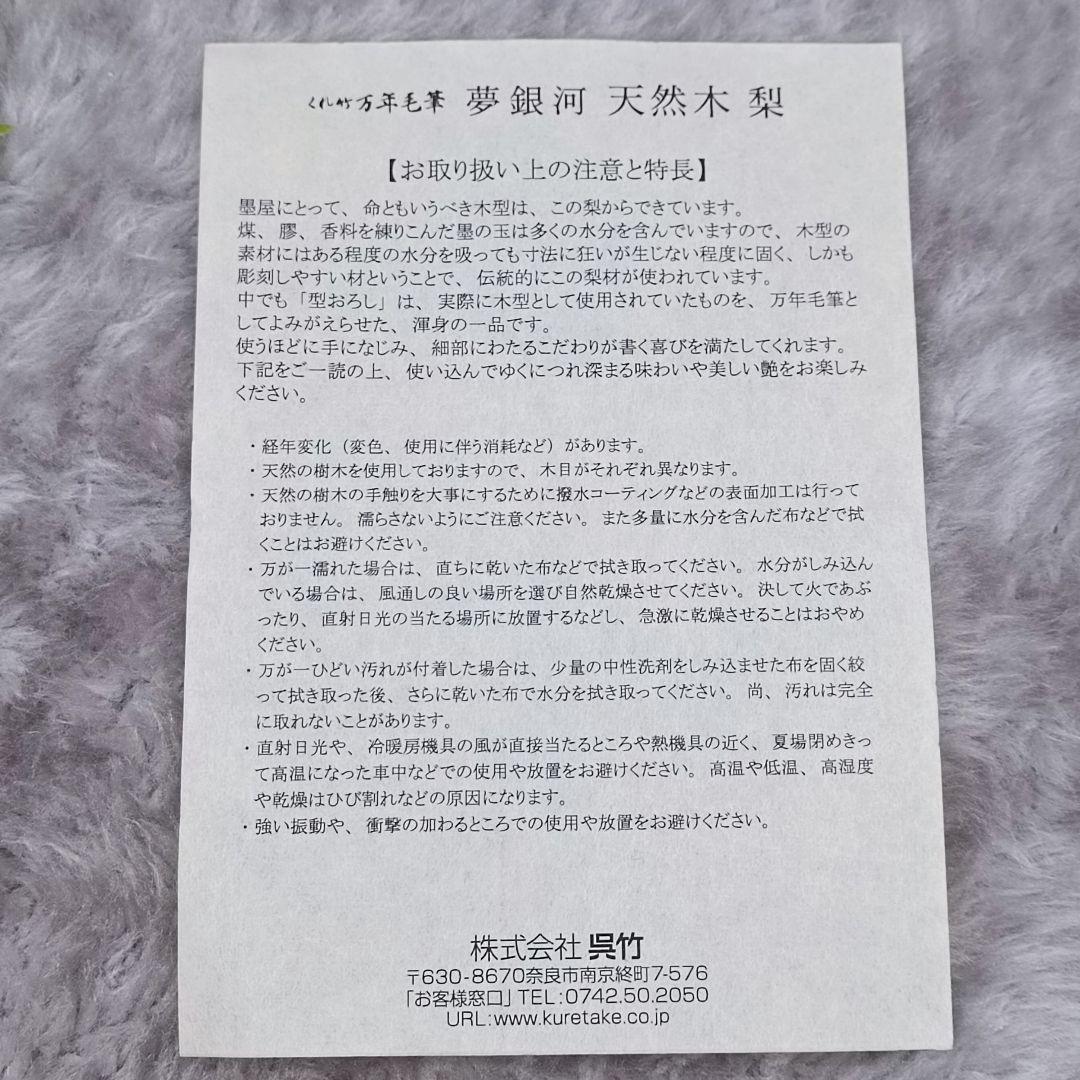 くれ竹万年毛筆 夢銀河 天然木 梨
【お取り扱い上の注意と特長】
墨屋にとって、命ともいうべき木型は、この梨からできています。
煤、膠、香料を練りこんだ墨の玉は多くの水分を含んでいますので、木型の
素材にはある程度の水分を吸っても寸法に狂いが生じない程度に固く、しかも
彫刻しやすい材ということで、伝統的にこの梨材が使われています。
中でも「型おろし」は、実際に木型として使用されていたものを、万年毛筆と
してよみがえらせた、渾身の一品です。
使うほどに手になじみ、細部にわたるこだわりが書く喜びを満たしてくれます。
下記をご一読の上、使い込んでゆくにつれ深まる味わいや美しい艶をお楽しみ
ください。
・経年変化（変色、使用に伴う消耗など）があります。
・天然の樹木を使用しておりますので、木目がそれぞれ異なります。
・天然の樹木の手触りを大事にするために撥水コーティングなどの表面加工は行って
おりません。濡らさないようにご注意ください。また多量に水分を含んだ布などで拭
くことはお避けください。
・万が一濡れた場合は、直ちに乾いた布などで拭き取ってください。水分がしみ込ん
でいる場合は、風通しの良い場所を選び自然乾燥させてください。決して火であぶ
ったり、直射日光の当たる場所に放置するなどし、急激に乾燥させることはおやめ
ください。
・万が一ひどい汚れが付着した場合は、少量の中性洗剤をしみ込ませた布を固く絞
って拭き取った後、さらに乾いた布で水分を拭き取ってください。尚、汚れは完全
に取れないことがあります。
・直射日光や、冷暖房機具の風が直接当たるところや熱機具の近く、夏場閉めきっ
て高温になった車中などでの使用や放置をお避けください。高温や低温、高湿度
や乾燥はひび割れなどの原因になります。
・強い振動や、衝撃の加わるところでの使用や放置をお避けください。
株式会社 呉竹
〒630-8670奈良市南京終町7-576
「お客様窓口」TEL:0742.50.2050
URL:www.kuretake.co.jp